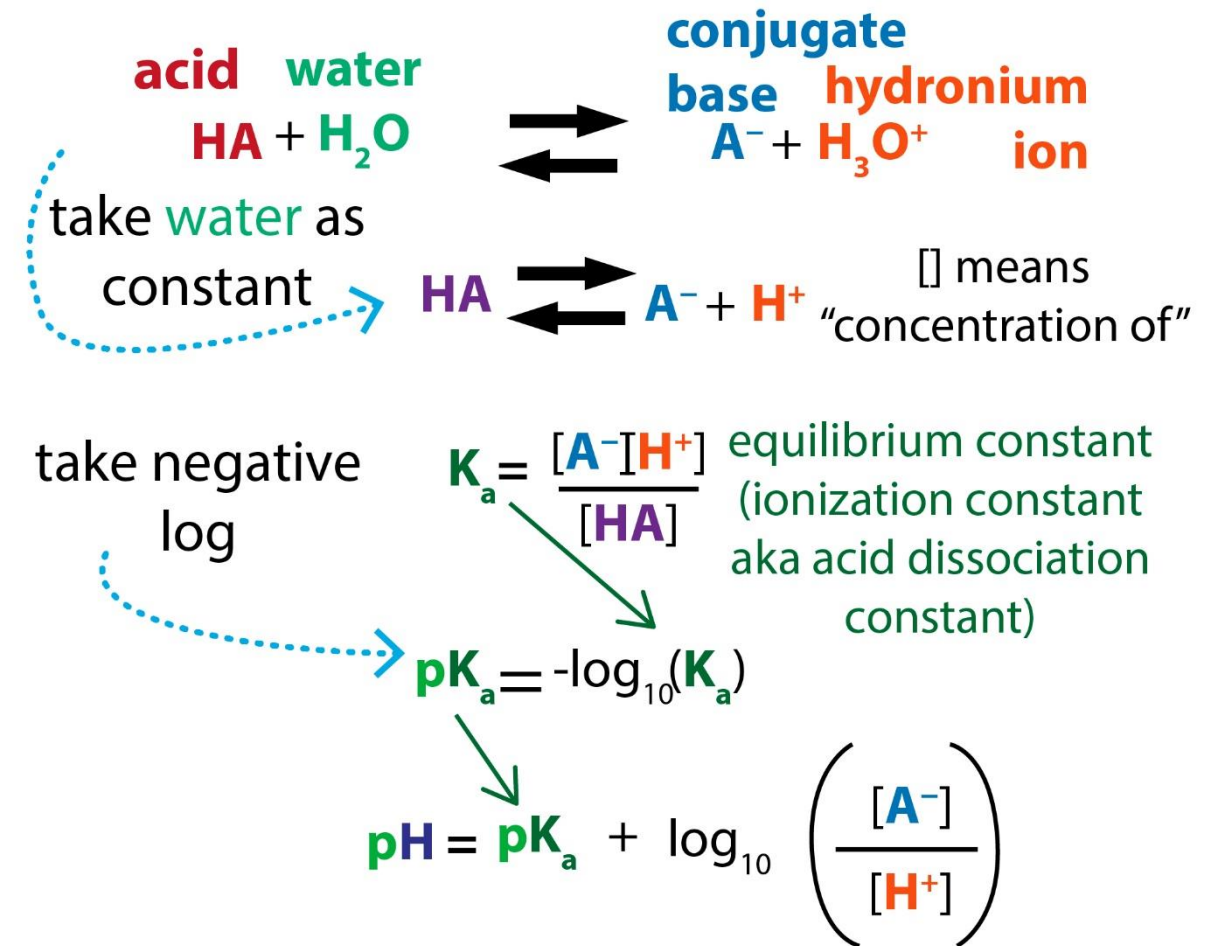 acid water
HA + H₂O
conjugate
base hydronium
A⁻ + H₃O⁺ ion
take water as
constant
HA
A⁻ + H⁺
[] means
“concentration of”
take negative
log
Kₐ = [A⁻][H⁺]
[HA]
equilibrium constant
(ionization constant
aka acid dissociation
constant)
pKₐ = -log₁₀(Kₐ)
pH = pKₐ + log₁₀ ([A⁻]
[H⁺])